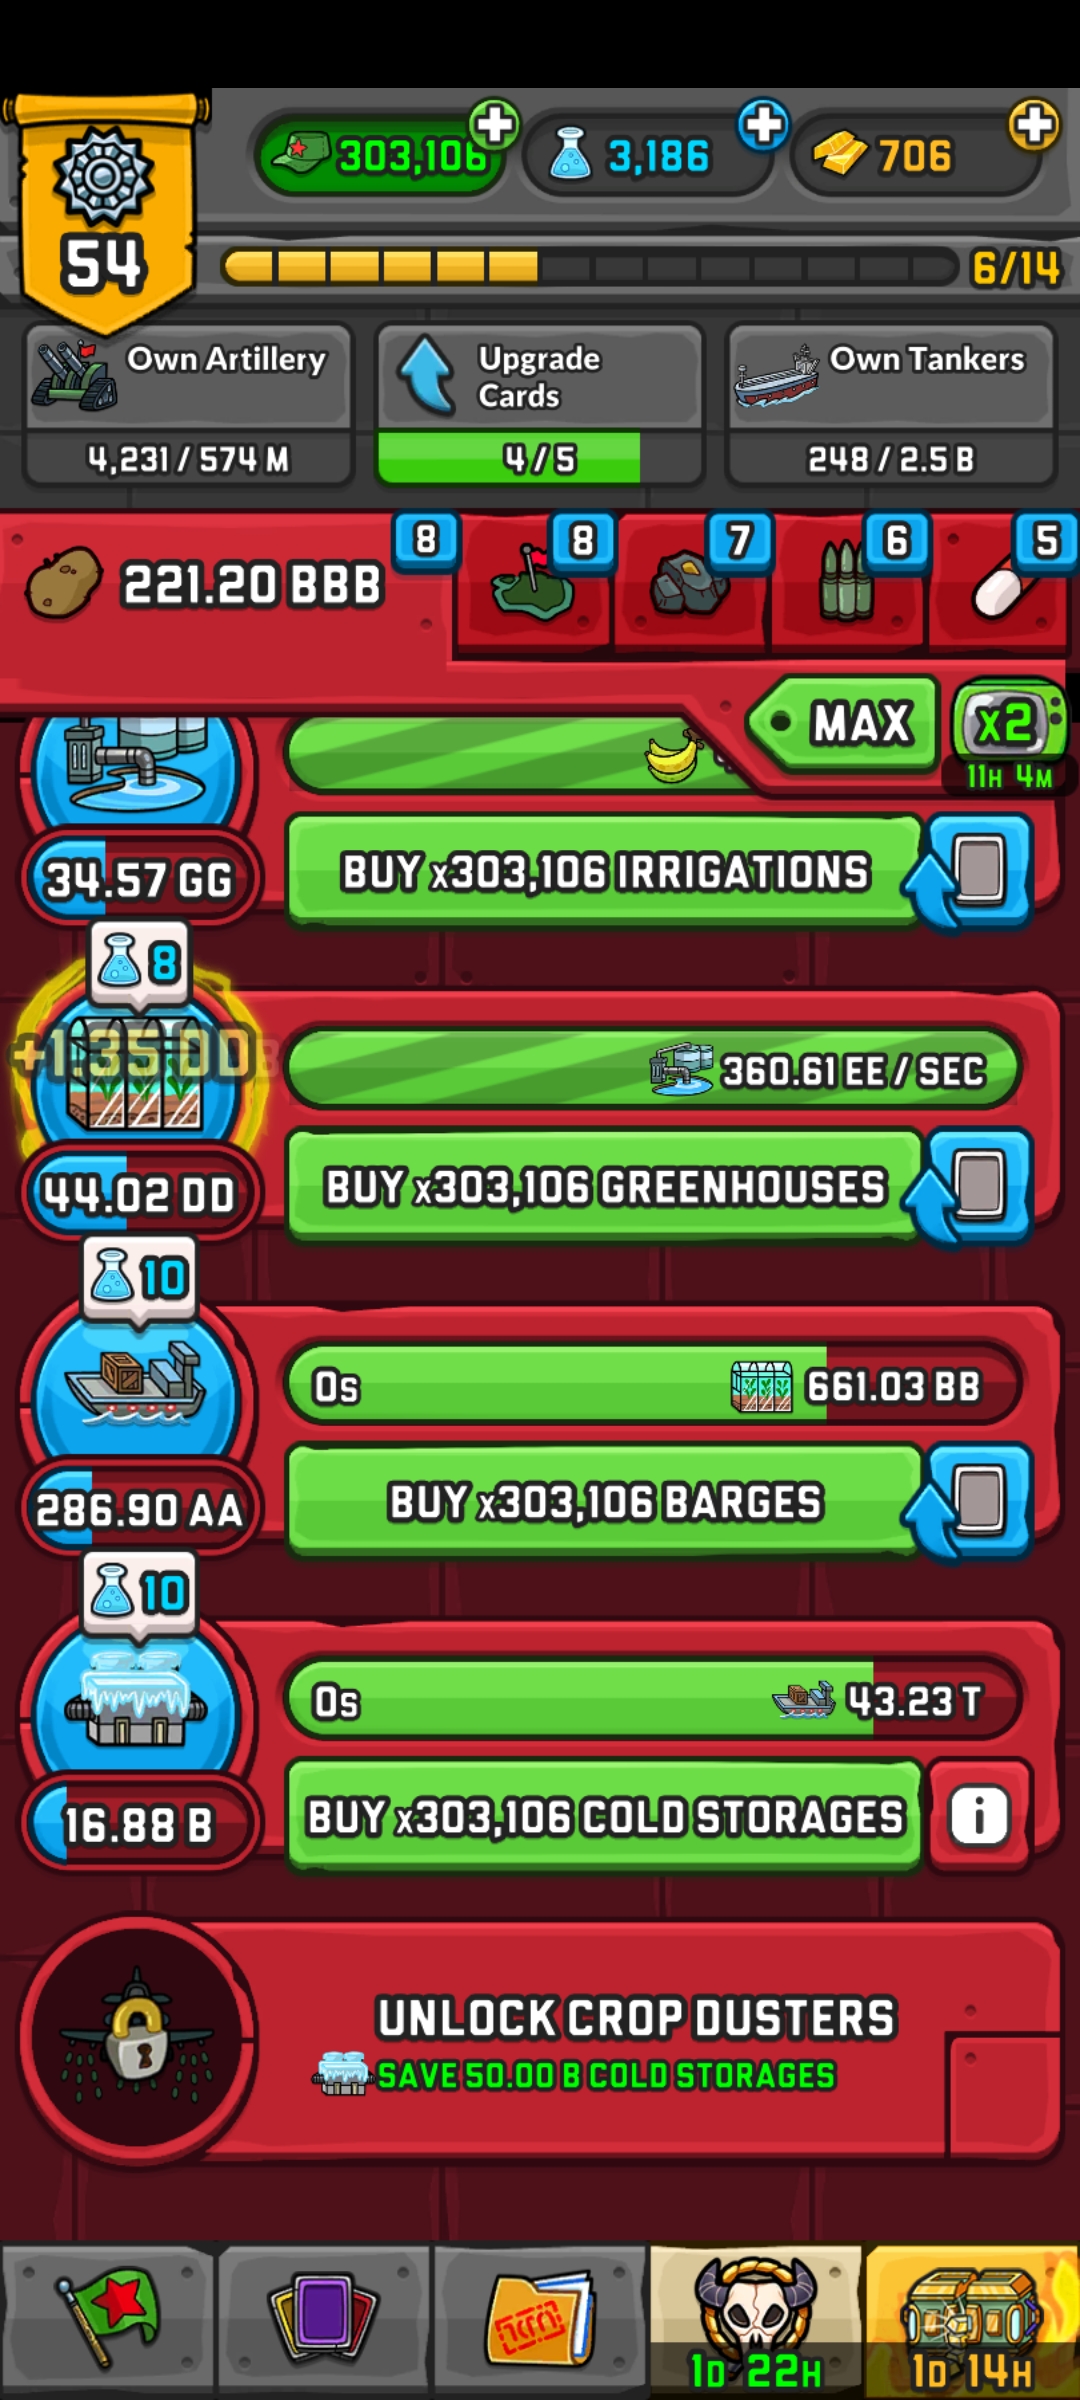 303,106
3,186
706
54
6/14
Own Artillery
4,231 / 574 M
Upgrade
Cards
4 / 5
Own Tankers
248 / 2.5 B
221.20 BBB
8
8
7
6
5
MAX
x2
11H 4M
34.57 GG
BUY x303,106 IRRIGATIONS
8
+1.35 DD
360.61 EE / SEC
44.02 DD
BUY x303,106 GREENHOUSES
10
0s
661.03 BB
286.90 AA
BUY x303,106 BARGES
10
0s
43.23 T
16.88 B
BUY x303,106 COLD STORAGES
i
UNLOCK CROP DUSTERS
SAVE 50.00 B COLD STORAGES
1D 22H
1D 14H